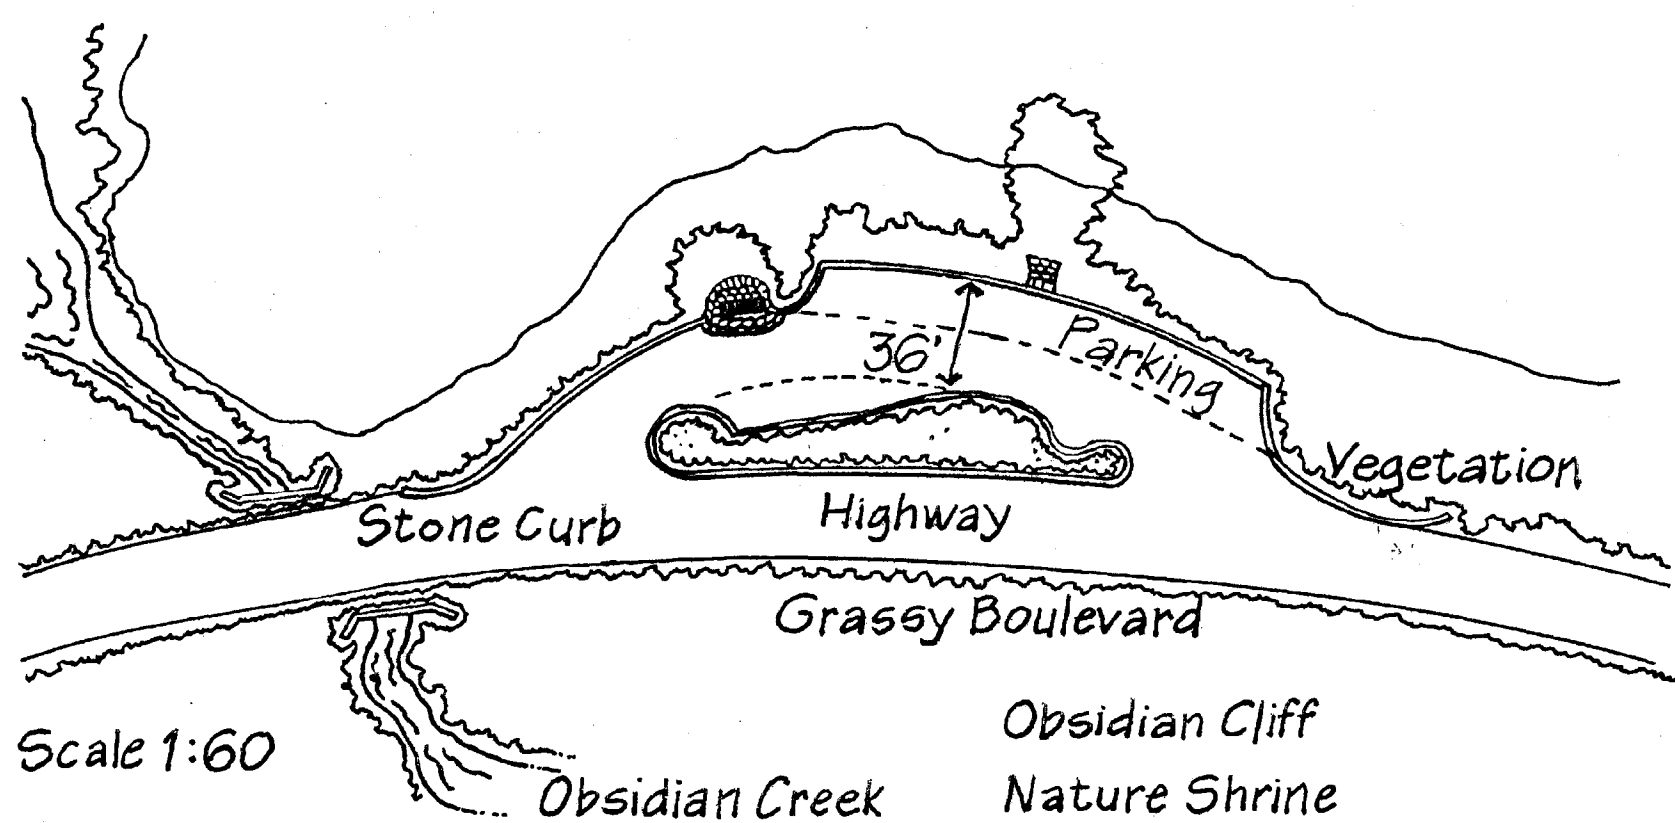 36'
Parking
Vegetation
Stone Curb
Highway
Grassy Boulevard
Scale 1:60
Obsidian Creek
Obsidian Cliff
Nature Shrine